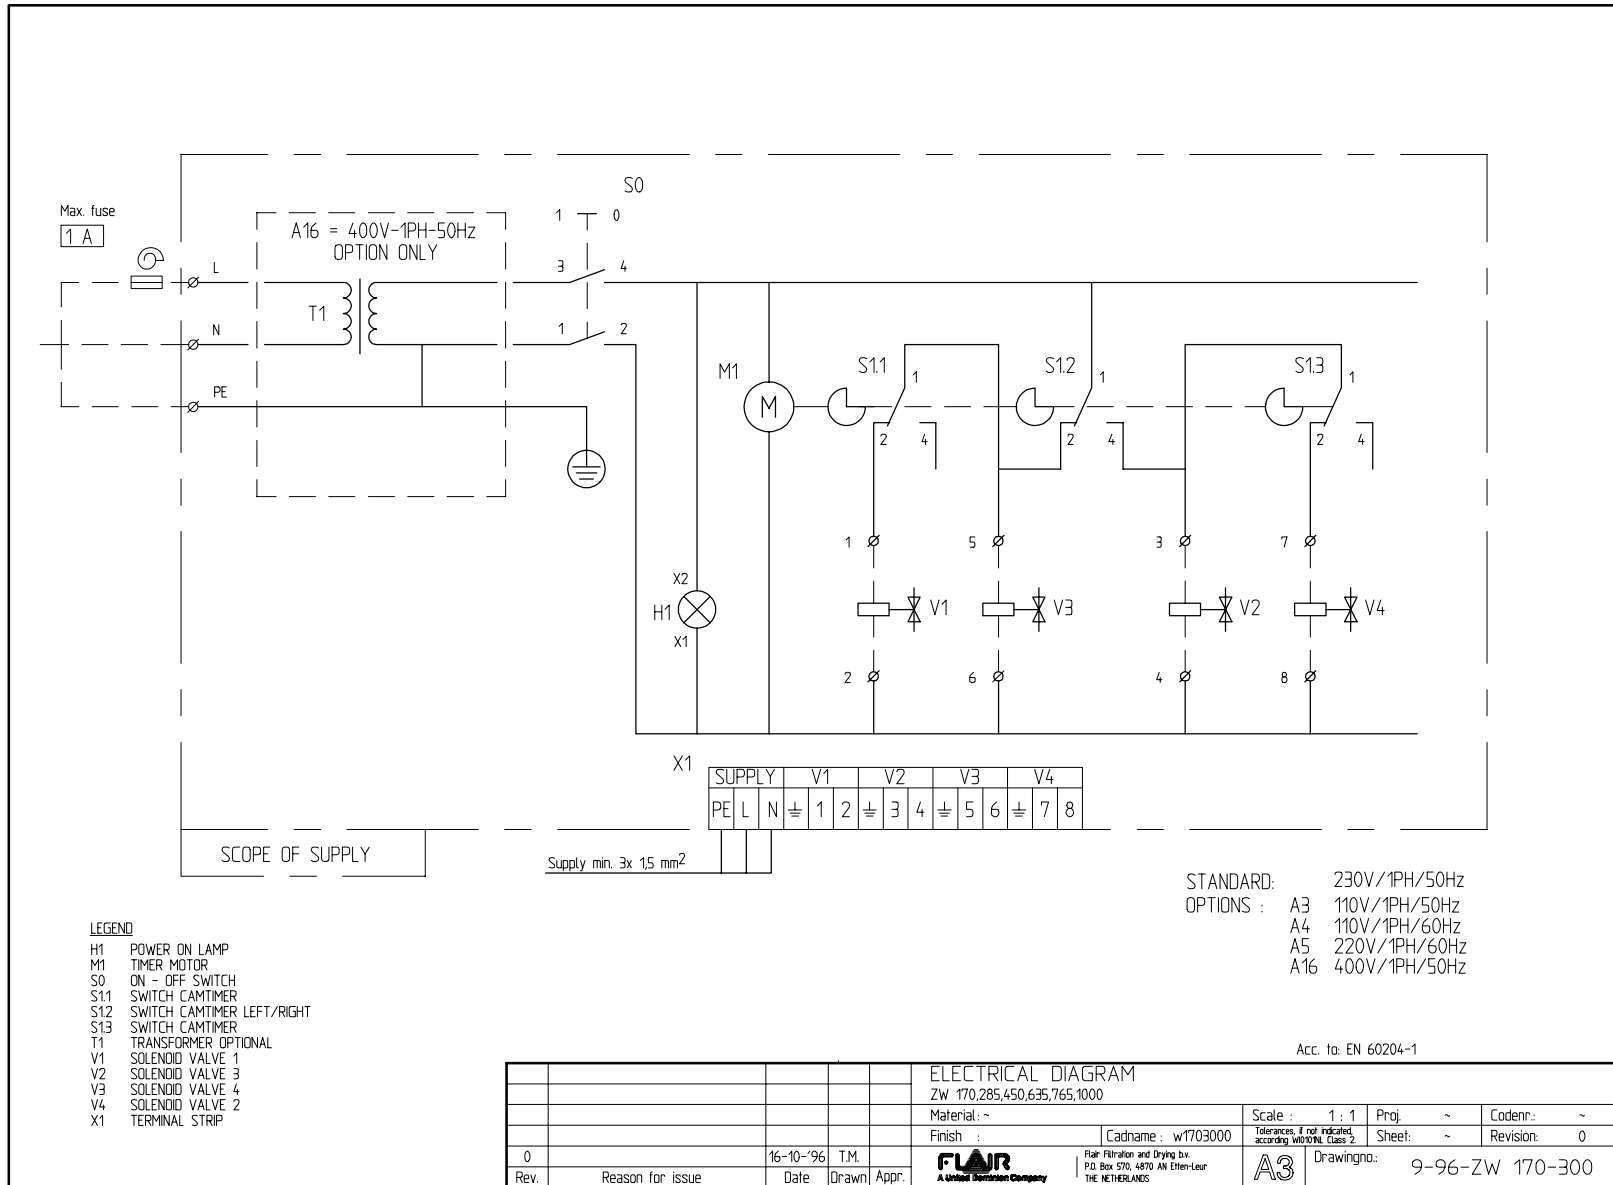 S0
Max. fuse
1 A
A16 = 400V-1PH-50Hz
OPTION ONLY
1 0
L
3 4
T1
N
1 2
PE
M1
M
S1.1
1
2 4
S1.2
1
2 4
S1.3
1
2 4
1 5 3 7
X2
H1
X1
V1 V3 V2 V4
2 6 4 8
X1
SUPPLY V1 V2 V3 V4
PE L N 1 2 3 4 5 6 7 8
SCOPE OF SUPPLY
Supply min. 3x 1,5 mm2
STANDARD: 230V/1PH/50Hz
OPTIONS : A3 110V/1PH/50Hz
A4 110V/1PH/60Hz
A5 220V/1PH/60Hz
A16 400V/1PH/50Hz
LEGEND
H1 POWER ON LAMP
M1 TIMER MOTOR
S0 ON - OFF SWITCH
S1.1 SWITCH CAMTIMER
S1.2 SWITCH CAMTIMER LEFT/RIGHT
S1.3 SWITCH CAMTIMER
T1 TRANSFORMER OPTIONAL
V1 SOLENOID VALVE 1
V2 SOLENOID VALVE 3
V3 SOLENOID VALVE 4
V4 SOLENOID VALVE 2
X1 TERMINAL STRIP
Acc. to: EN 60204-1
ELECTRICAL DIAGRAM
ZW 170,285,450,635,765,1000
Material: ~ Scale : 1 : 1 Proj. ~ Codenr.: ~
Finish : Cadname : w1703000 Tolerances, if not indicated, according WI0101NL Class 2. Sheet: ~ Revision: 0
0 16-10-'96 T.M.
Rev. Reason for issue Date Drawn Appr.
FLAIR
A United Dominion Company
Flair Filtration and Drying b.v.
P.O. Box 570, 4870 AN Etten-Leur
THE NETHERLANDS
A3
Drawingno.:
9-96-ZW 170-300